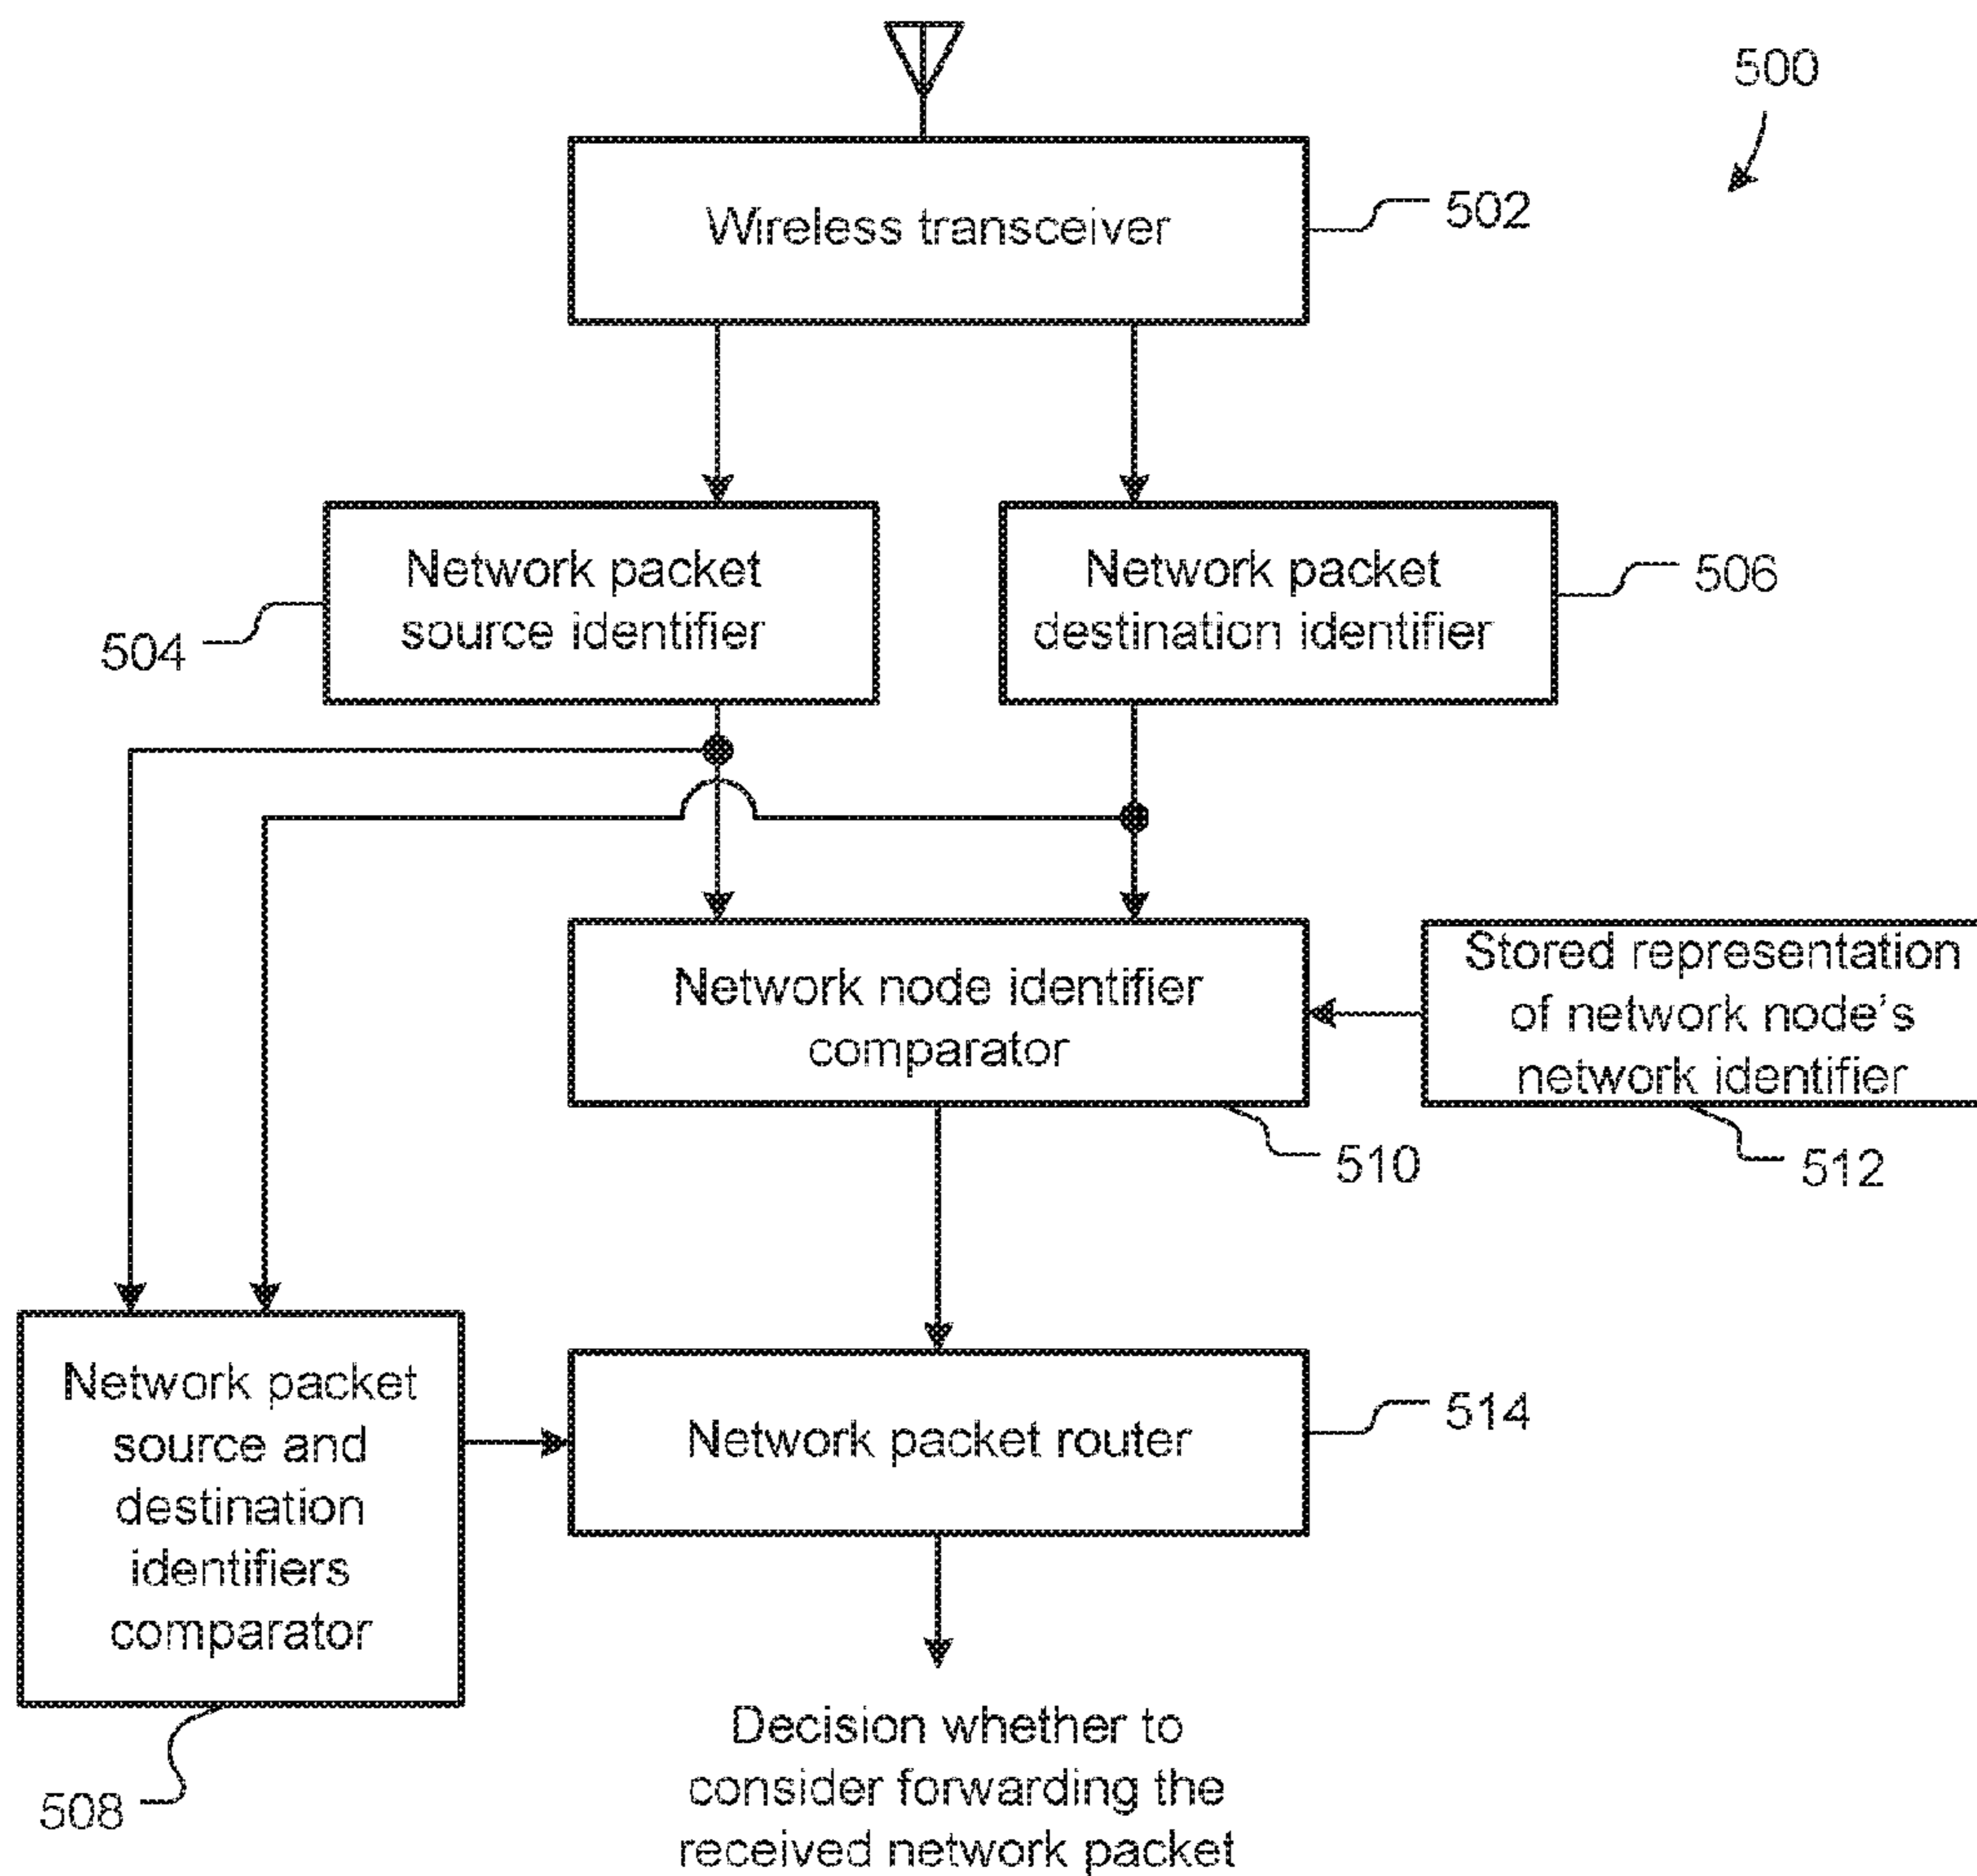 500
Wireless transceiver
502
Network packet
source identifier
504
Network packet
destination identifier
506
Network node identifier
comparator
510
Stored representation
of network node's
network identifier
512
Network packet
source and
destination
identifiers
comparator
508
Network packet router
514
Decision whether to
consider forwarding the
received network packet